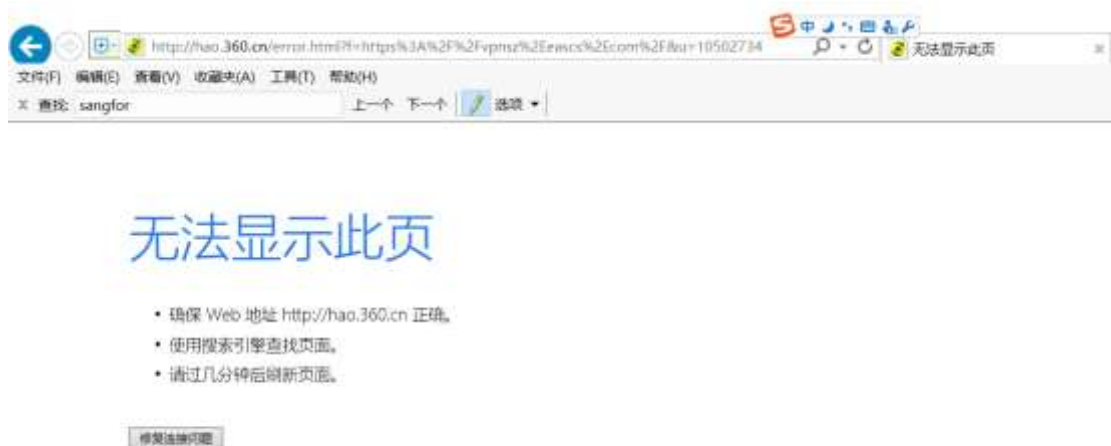 中
http://hao.360.cn/error.html?f=https%3A%2F%2Fvpnsz%2Eeascs%2Ecom%2F&u=10502734
无法显示此页
文件(F) 编辑(E) 查看(V) 收藏夹(A) 工具(T) 帮助(H)
× 查找: sangfor 上一个 下一个 选项
无法显示此页
• 确保 Web 地址 http://hao.360.cn 正确。
• 使用搜索引擎查找页面。
• 请过几分钟后刷新页面。
修复连接问题